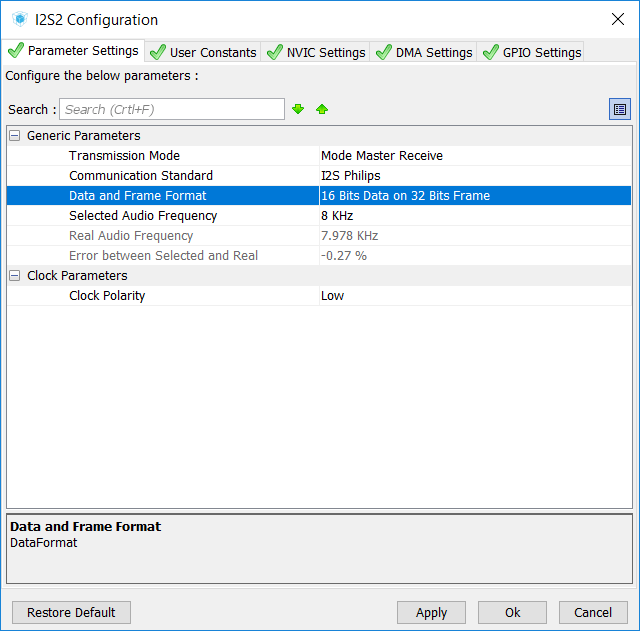 I2S2 Configuration
Parameter Settings User Constants NVIC Settings DMA Settings GPIO Settings
Configure the below parameters :
Search : Search (Crtl+F)
Generic Parameters
Transmission Mode Mode Master Receive
Communication Standard I2S Philips
Data and Frame Format 16 Bits Data on 32 Bits Frame
Selected Audio Frequency 8 KHz
Real Audio Frequency 7.978 KHz
Error between Selected and Real -0.27 %
Clock Parameters
Clock Polarity Low
Data and Frame Format
DataFormat
Restore Default Apply Ok Cancel